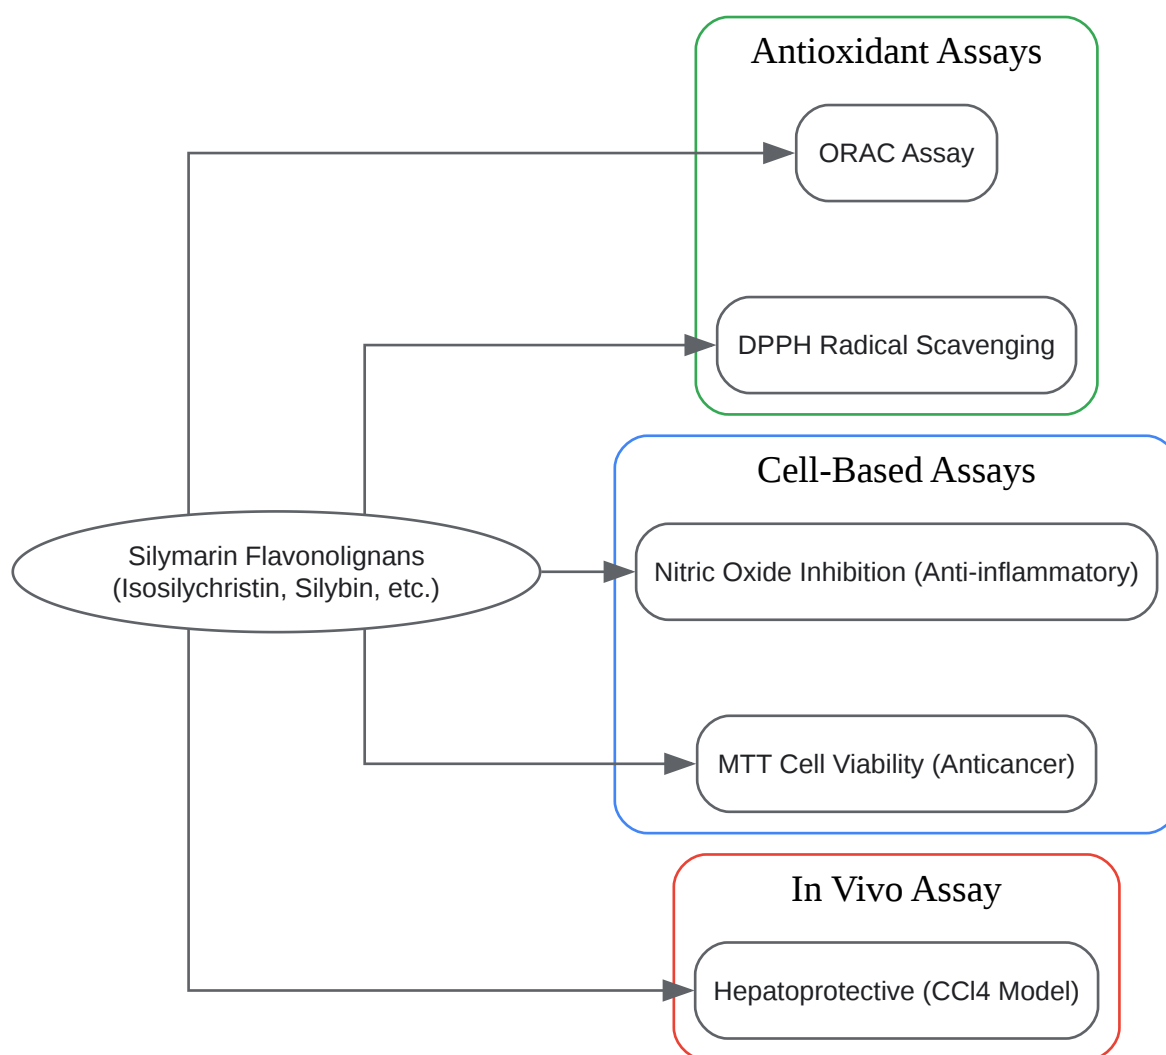 Antioxidant Assays
ORAC Assay
DPPH Radical Scavenging
Cell-Based Assays
Silymarin Flavonolignans
(Isosilychristin, Silybin, etc.)
Nitric Oxide Inhibition (Anti-inflammatory)
MTT Cell Viability (Anticancer)
In Vivo Assay
Hepatoprotective (CCl4 Model)